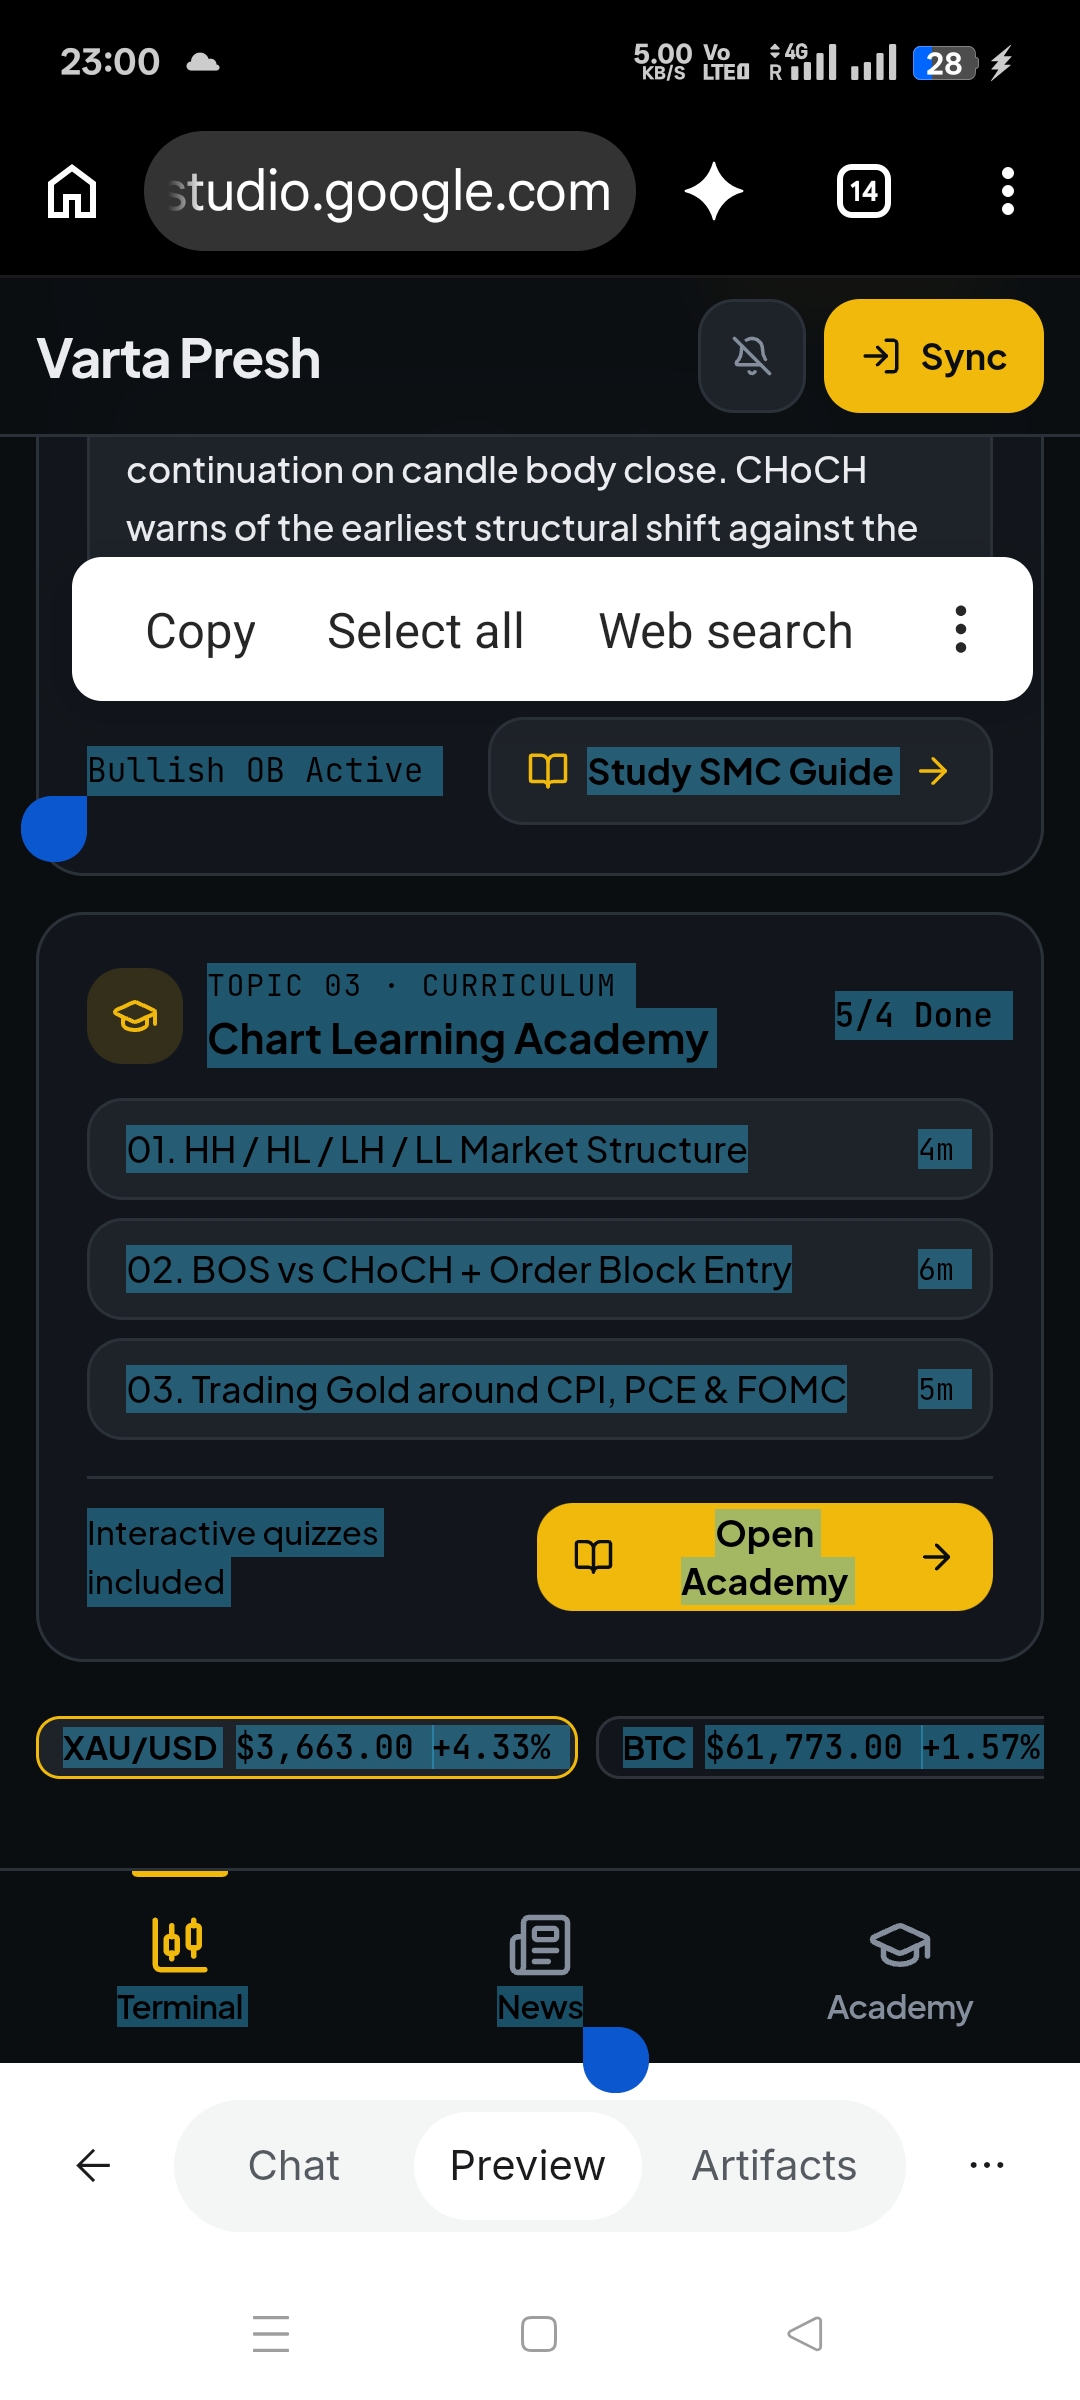 23:00
5.00 KB/S
Vo LTE
4G
R
28
studio.google.com
14
Varta Presh
Sync
continuation on candle body close. CHoCH
warns of the earliest structural shift against the
Copy
Select all
Web search
Bullish OB Active
Study SMC Guide
TOPIC 03 · CURRICULUM
Chart Learning Academy
5/4 Done
01. HH / HL / LH / LL Market Structure
4m
02. BOS vs CHoCH + Order Block Entry
6m
03. Trading Gold around CPI, PCE & FOMC
5m
Interactive quizzes
included
Open
Academy
XAU/USD $3,663.00 +4.33%
BTC $61,773.00 +1.57%
Terminal
News
Academy
Chat
Preview
Artifacts